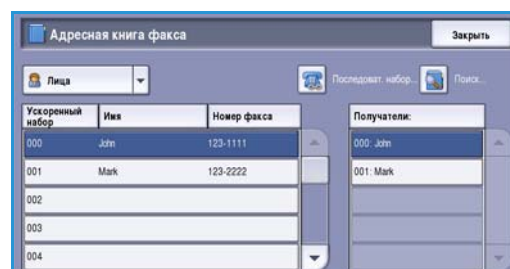 Адресная книга факса
Закрыть
Лица
Последоват. набор...
Поиск...
Ускоренный набор
Имя
Номер факса
Получатели:
000 John 123-1111
000: John
001 Mark 123-2222
001: Mark
002
003
004